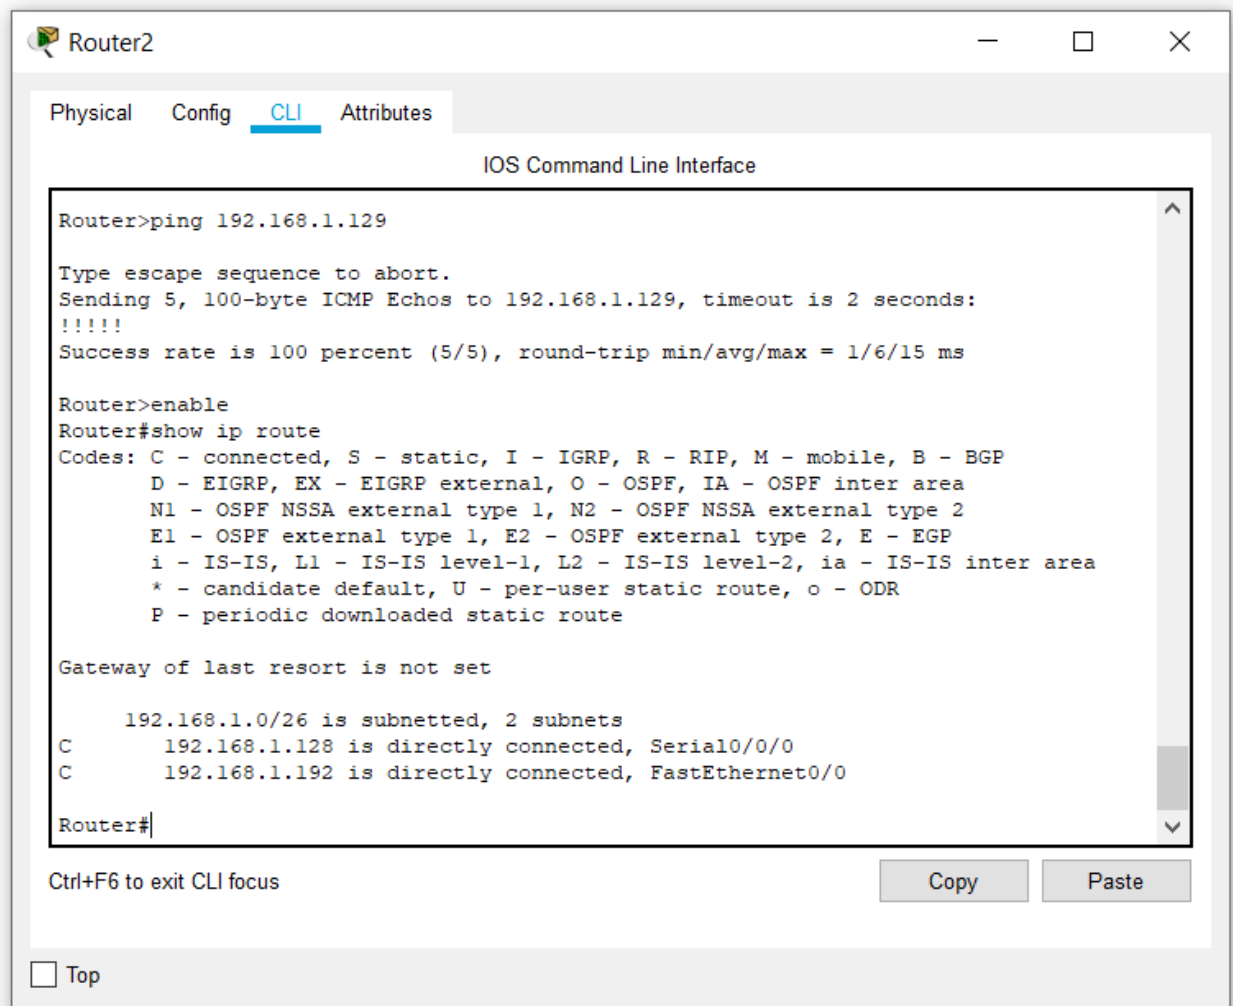 Router2
Physical Config CLI Attributes
IOS Command Line Interface
Router>ping 192.168.1.129
Type escape sequence to abort.
Sending 5, 100-byte ICMP Echos to 192.168.1.129, timeout is 2 seconds:
!!!!!
Success rate is 100 percent (5/5), round-trip min/avg/max = 1/6/15 ms
Router>enable
Router#show ip route
Codes: C - connected, S - static, I - IGRP, R - RIP, M - mobile, B - BGP
D - EIGRP, EX - EIGRP external, O - OSPF, IA - OSPF inter area
N1 - OSPF NSSA external type 1, N2 - OSPF NSSA external type 2
E1 - OSPF external type 1, E2 - OSPF external type 2, E - EGP
i - IS-IS, L1 - IS-IS level-1, L2 - IS-IS level-2, ia - IS-IS inter area
* - candidate default, U - per-user static route, o - ODR
P - periodic downloaded static route
Gateway of last resort is not set
192.168.1.0/26 is subnetted, 2 subnets
C 192.168.1.128 is directly connected, Serial0/0/0
C 192.168.1.192 is directly connected, FastEthernet0/0
Router#
Ctrl+F6 to exit CLI focus
Copy Paste
Top